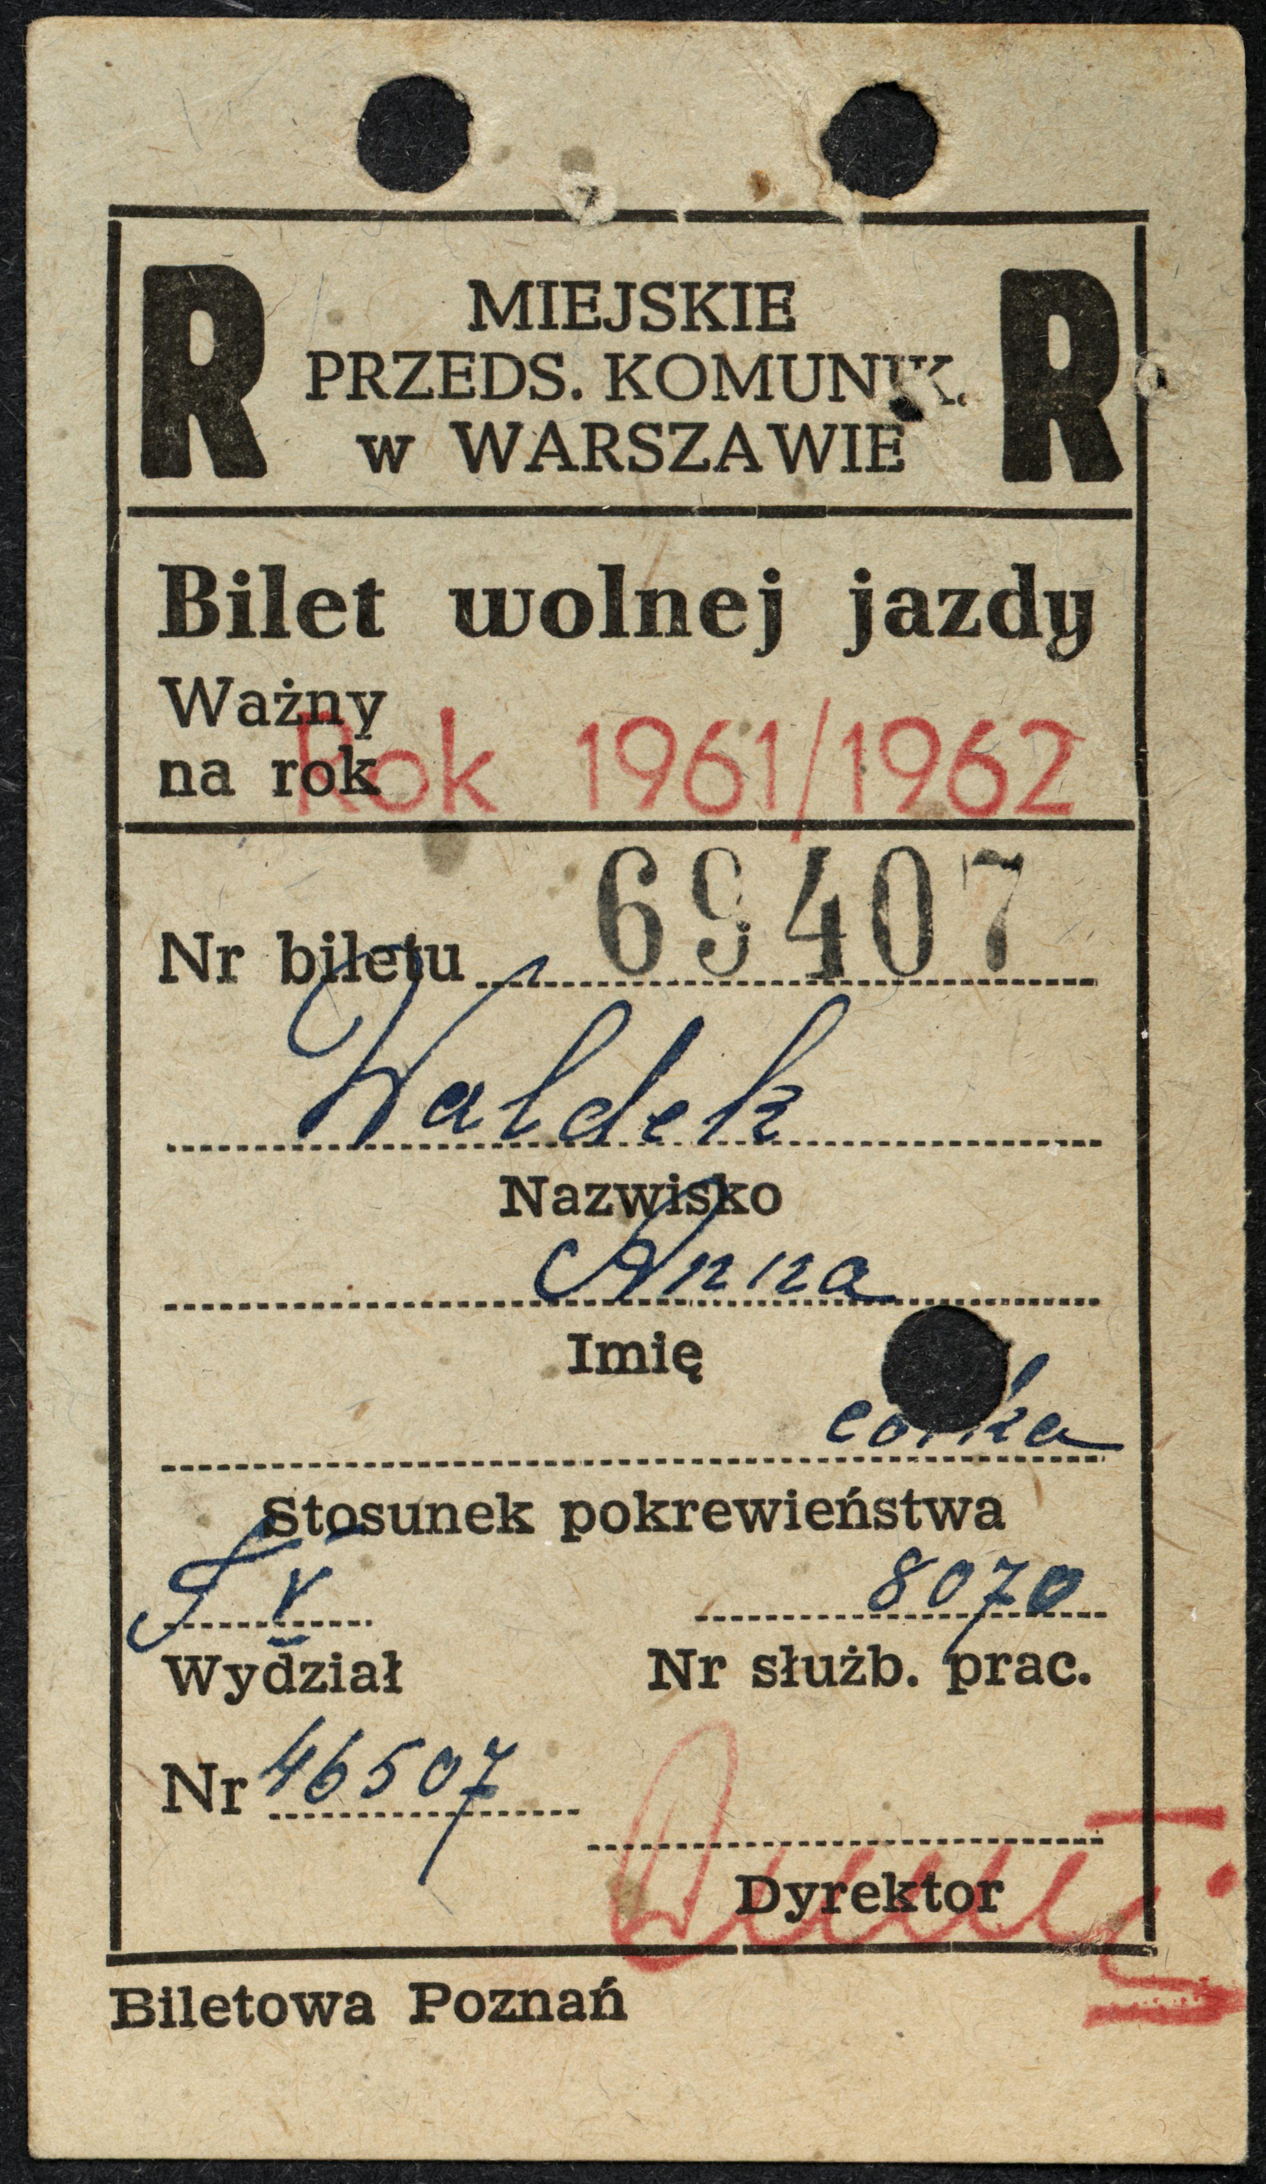 R R
MIEJSKIE
PRZEDS. KOMUNIK.
w WARSZAWIE
Bilet wolnej jazdy
Ważny
na rok Rok 1961/1962
Nr biletu 69407
Waldek
Nazwisko
Anna
Imię
córka
Stosunek pokrewieństwa
T V 8070
Wydział Nr służb. prac.
Nr 46507
Dyrektor
Biletowa Poznań